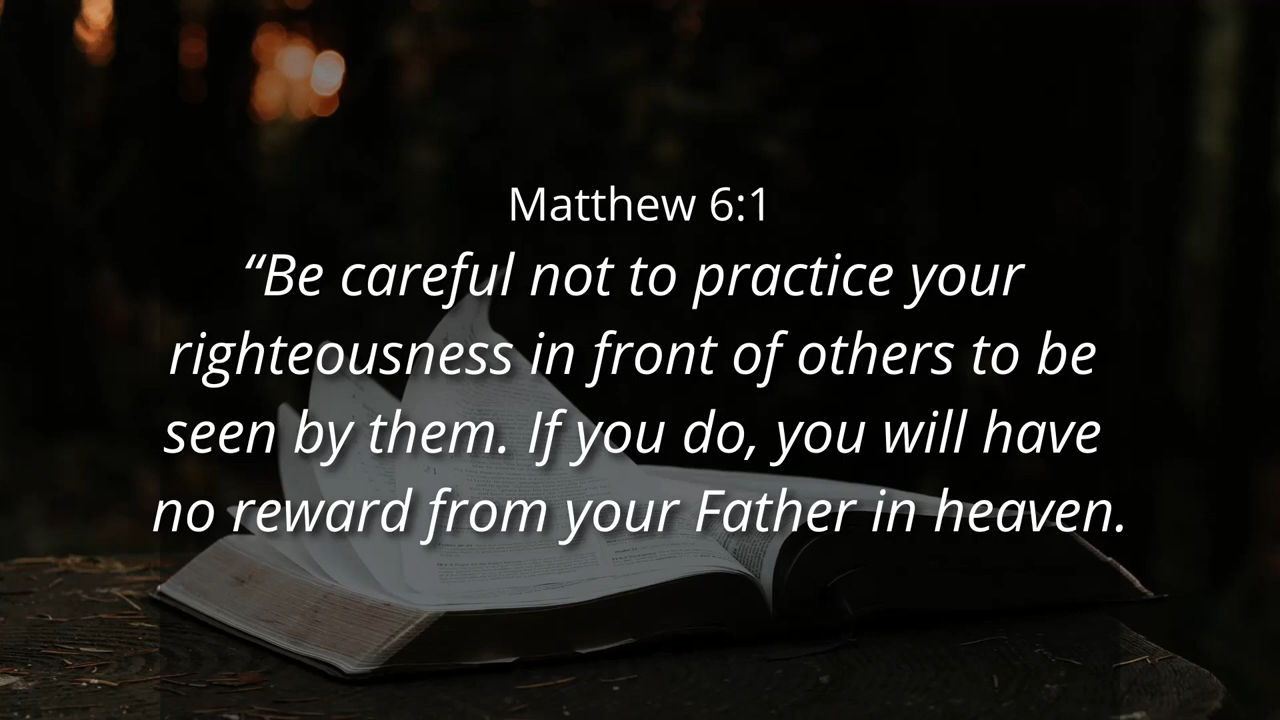 Matthew 6:1
“Be careful not to practice your
righteousness in front of others to be
seen by them. If you do, you will have
no reward from your Father in heaven.